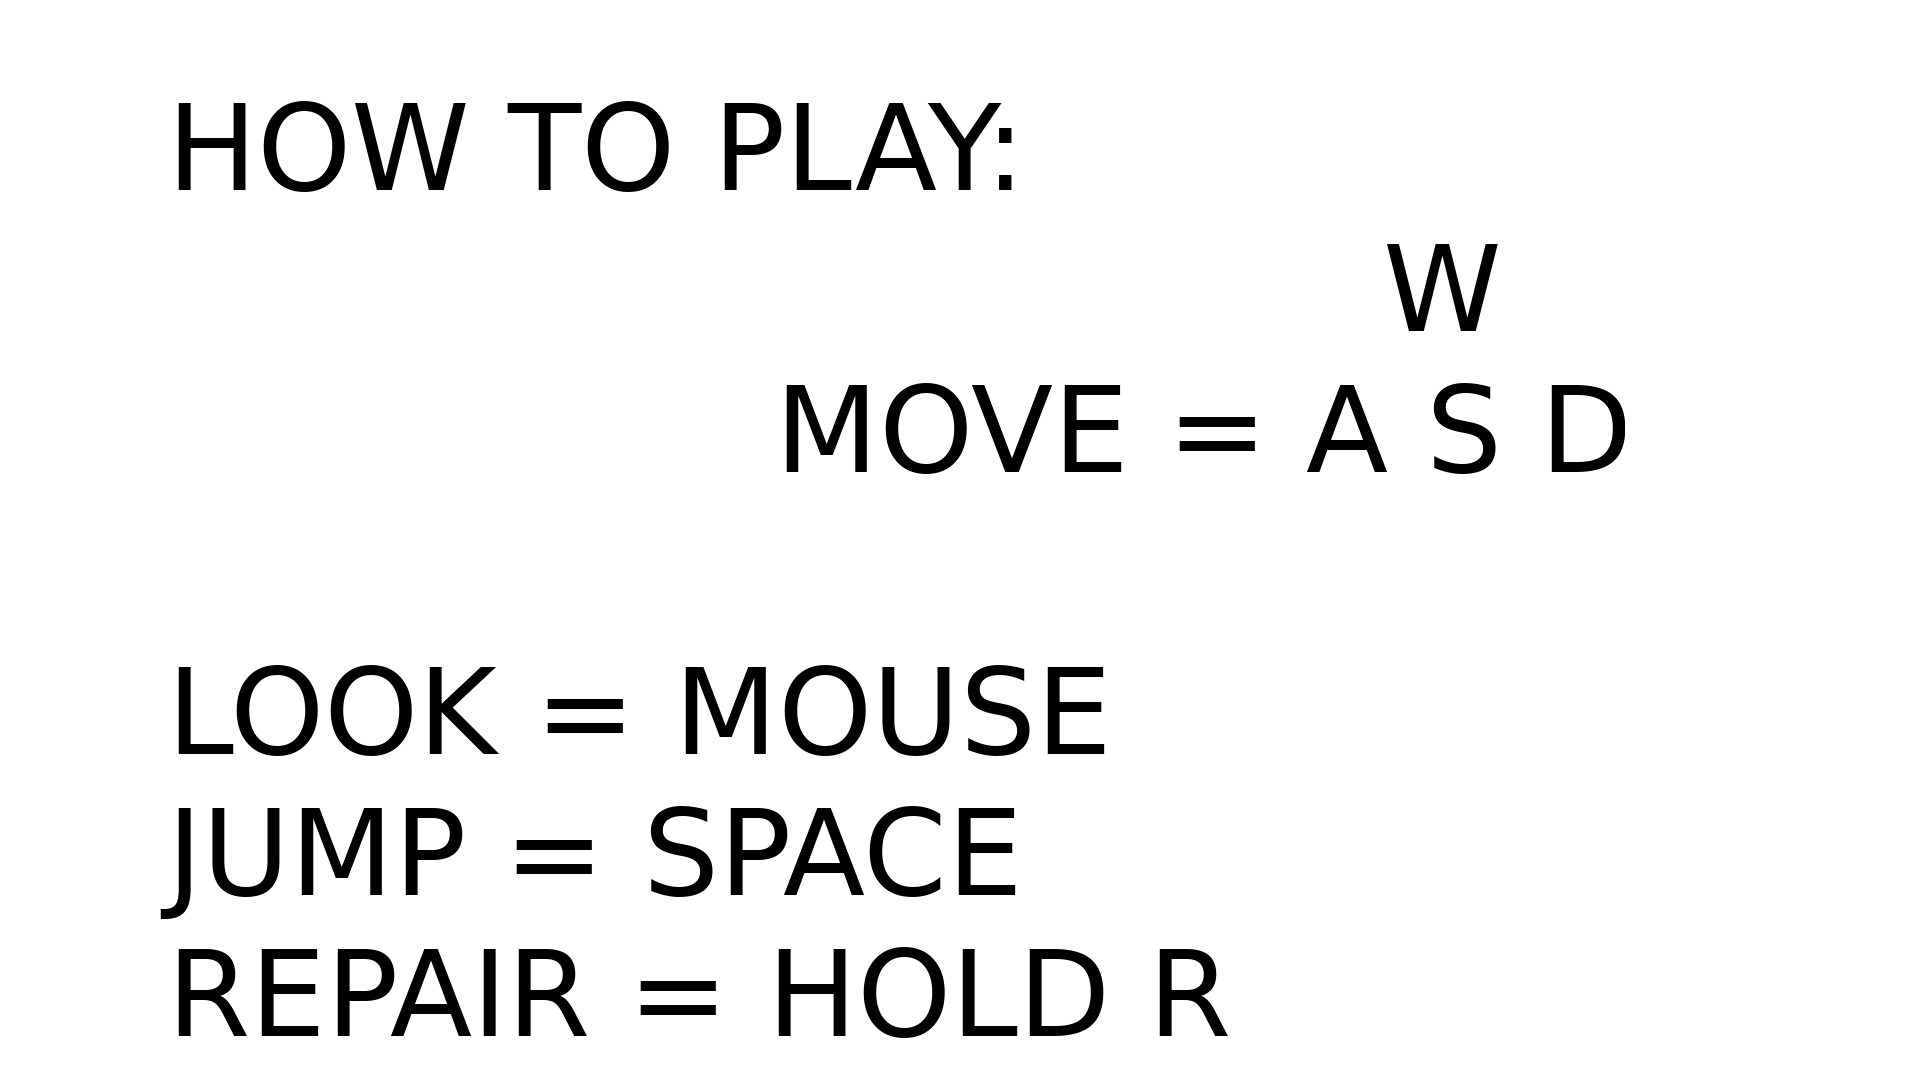 HOW TO PLAY:
W
MOVE = A S D
LOOK = MOUSE
JUMP = SPACE
REPAIR = HOLD R